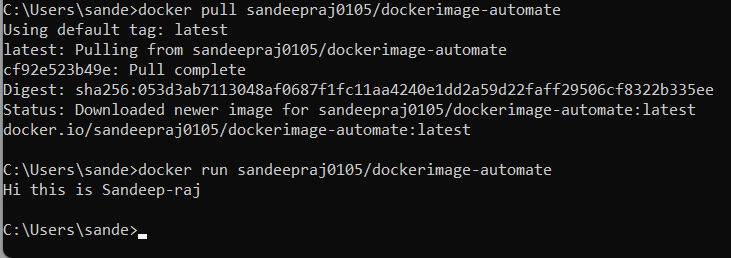 C:\Users\sande>docker pull sandeepraj0105/dockerimage-automate
Using default tag: latest
latest: Pulling from sandeepraj0105/dockerimage-automate
cf92e523b49e: Pull complete
Digest: sha256:053d3ab7113048af0687f1fc11aa4240e1dd2a59d22faff29506cf8322b335ee
Status: Downloaded newer image for sandeepraj0105/dockerimage-automate:latest
docker.io/sandeepraj0105/dockerimage-automate:latest
C:\Users\sande>docker run sandeepraj0105/dockerimage-automate
Hi this is Sandeep-raj
C:\Users\sande>